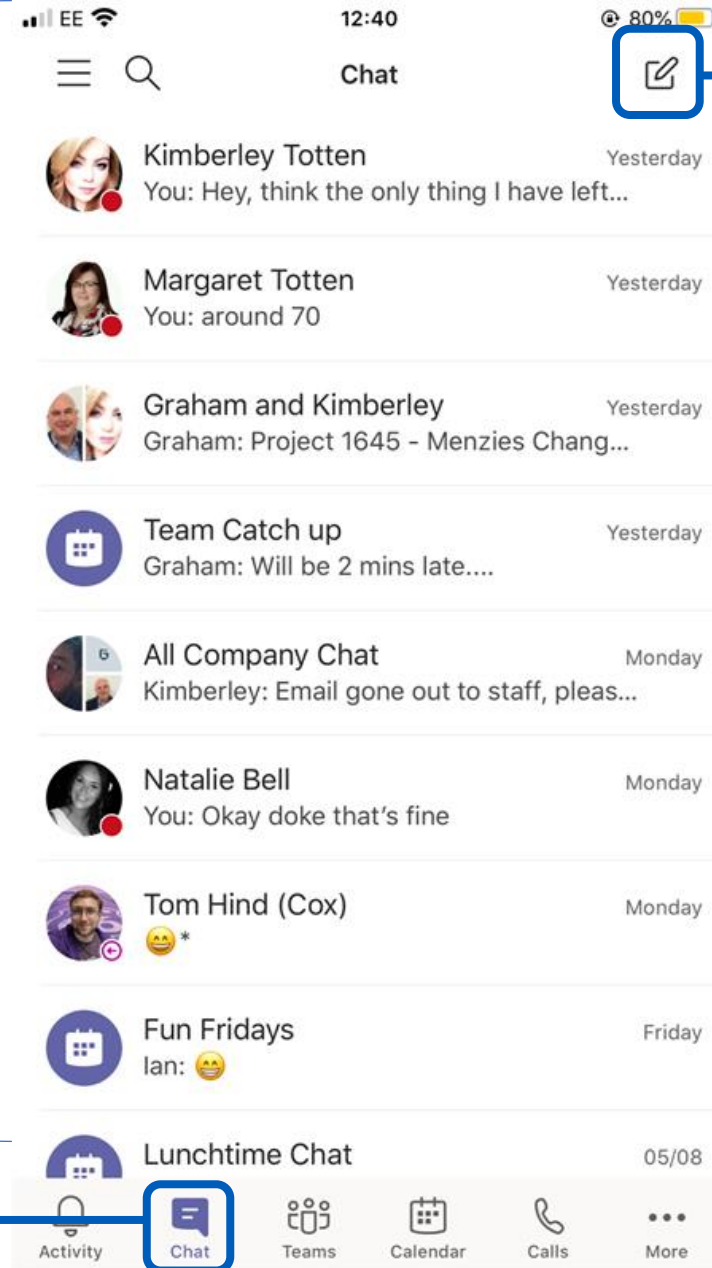 EE 12:40 80%
Chat
Kimberley Totten Yesterday
You: Hey, think the only thing I have left...
Margaret Totten Yesterday
You: around 70
Graham and Kimberley Yesterday
Graham: Project 1645 - Menzies Chang...
Team Catch up Yesterday
Graham: Will be 2 mins late....
All Company Chat Monday
Kimberley: Email gone out to staff, pleas...
Natalie Bell Monday
You: Okay doke that's fine
Tom Hind (Cox) Monday
😄*
Fun Fridays Friday
Ian: 😁
Lunchtime Chat 05/08
Activity Chat Teams Calendar Calls More